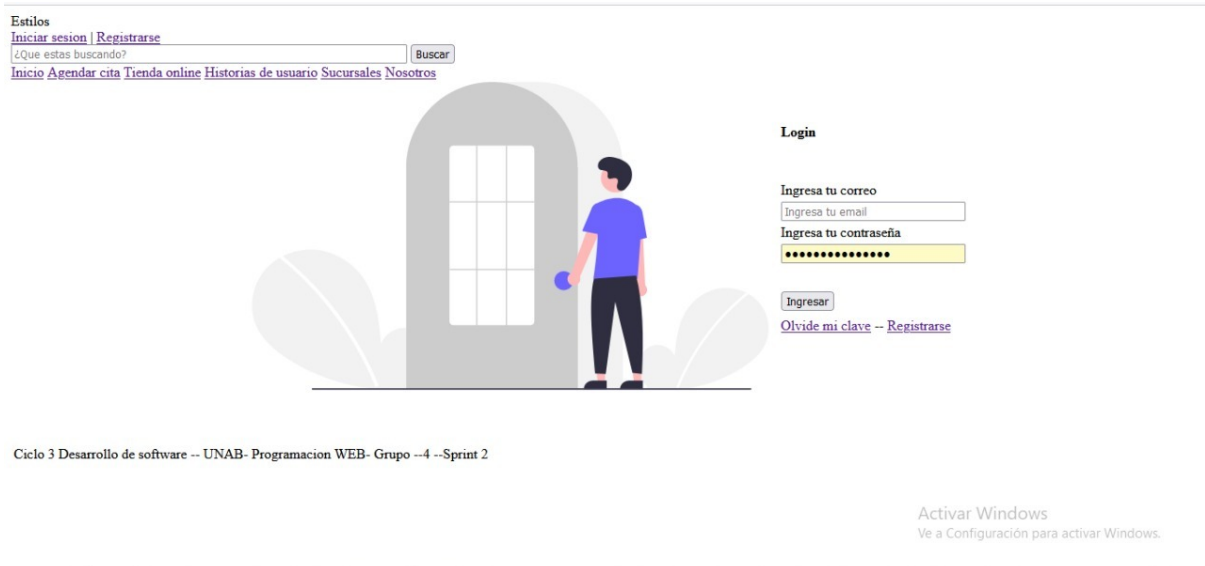 Estilos
Iniciar sesion | Registrarse
¿Que estas buscando? Buscar
Inicio Agendar cita Tienda online Historias de usuario Sucursales Nosotros
Login
Ingresa tu correo
Ingresa tu email
Ingresa tu contraseña
●●●●●●●●●●●●●●●
Ingresar
Olvide mi clave -- Registrarse
Ciclo 3 Desarrollo de software -- UNAB- Programacion WEB- Grupo --4 --Sprint 2
Activar Windows
Ve a Configuración para activar Windows.